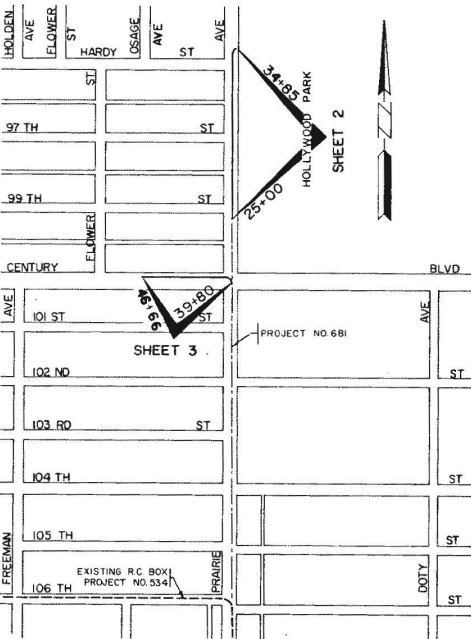 HOLDEN
AVE
FLOWER
ST
HARDY
OSAGE
AVE
ST
AVE
ST
34+85
HOLLYWOOD PARK
SHEET 2
97 TH
ST
99 TH
ST
25+00
FLOWER
CENTURY
BLVD
AVE
46+66
39+80
101 ST
ST
AVE
SHEET 3
PROJECT NO. 681
102 ND
ST
103 RD
ST
104 TH
ST
105 TH
ST
FREEMAN
EXISTING R.C. BOX
PROJECT NO. 534
PRAIRIE
DOTY
106 TH
ST